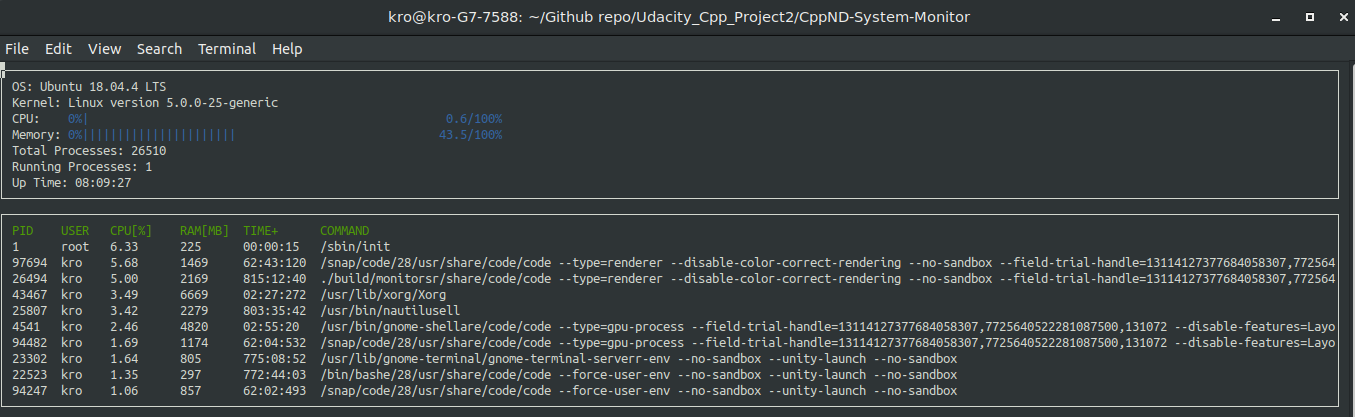 kro@kro-G7-7588: ~/Github repo/Udacity_Cpp_Project2/CppND-System-Monitor
File Edit View Search Terminal Help
OS: Ubuntu 18.04.4 LTS
Kernel: Linux version 5.0.0-25-generic
CPU: 0%| 0.6/100%
Memory: 0%|||||||||||||||||||||| 43.5/100%
Total Processes: 26510
Running Processes: 1
Up Time: 08:09:27
PID USER CPU[%] RAM[MB] TIME+ COMMAND
1 root 6.33 225 00:00:15 /sbin/init
97694 kro 5.68 1469 62:43:120 /snap/code/28/usr/share/code/code --type=renderer --disable-color-correct-rendering --no-sandbox --field-trial-handle=13114127377684058307,772564
26494 kro 5.00 2169 815:12:40 ./build/monitorsr/share/code/code --type=renderer --disable-color-correct-rendering --no-sandbox --field-trial-handle=13114127377684058307,772564
43467 kro 3.49 6669 02:27:272 /usr/lib/xorg/Xorg
25807 kro 3.42 2279 803:35:42 /usr/bin/nautilusell
4541 kro 2.46 4820 02:55:20 /usr/bin/gnome-shellare/code/code --type=gpu-process --field-trial-handle=13114127377684058307,7725640522281087500,131072 --disable-features=Layo
94482 kro 1.69 1174 62:04:532 /snap/code/28/usr/share/code/code --type=gpu-process --field-trial-handle=13114127377684058307,7725640522281087500,131072 --disable-features=Layo
23302 kro 1.64 805 775:08:52 /usr/lib/gnome-terminal/gnome-terminal-serverr-env --no-sandbox --unity-launch --no-sandbox
22523 kro 1.35 297 772:44:03 /bin/bashe/28/usr/share/code/code --force-user-env --no-sandbox --unity-launch --no-sandbox
94247 kro 1.06 857 62:02:493 /snap/code/28/usr/share/code/code --force-user-env --no-sandbox --unity-launch --no-sandbox